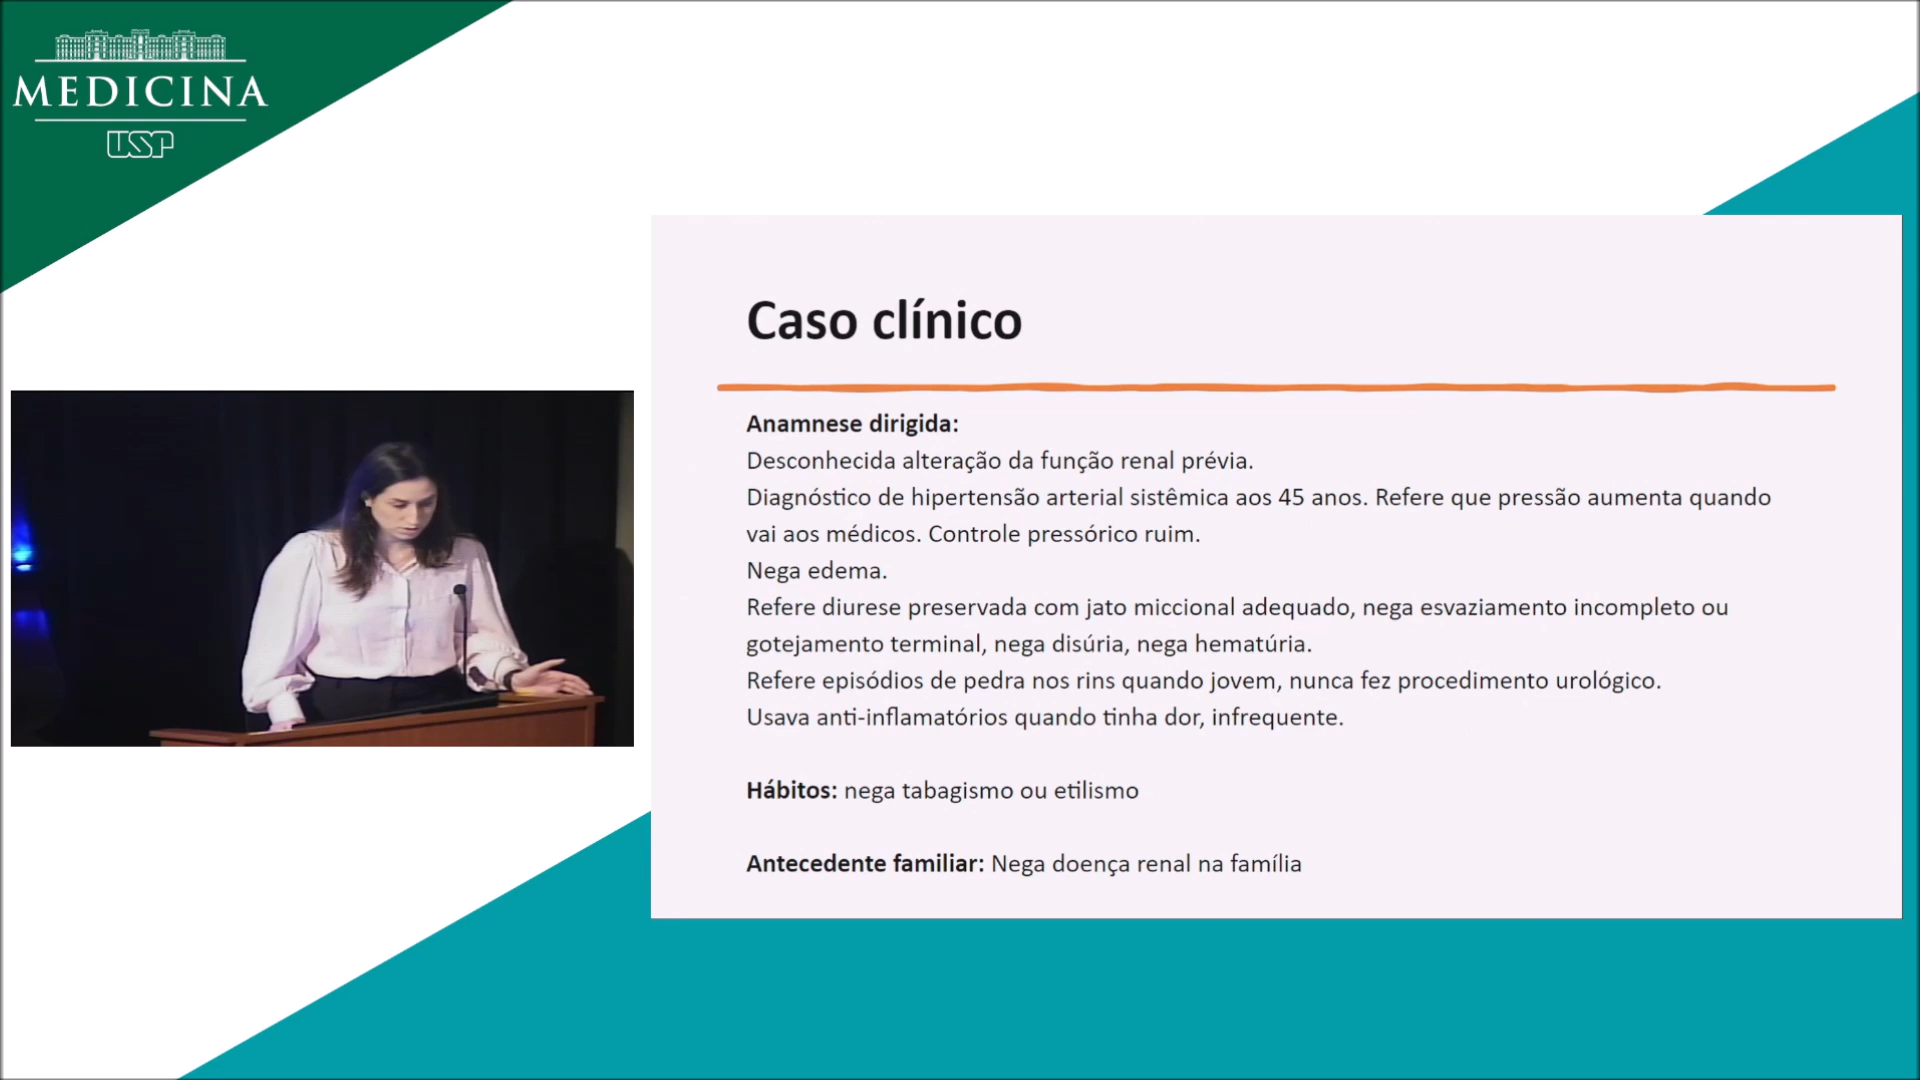 MEDICINA
USP
Caso clínico
Anamnese dirigida:
Desconhecida alteração da função renal prévia.
Diagnóstico de hipertensão arterial sistêmica aos 45 anos. Refere que pressão aumenta quando
vai aos médicos. Controle pressórico ruim.
Nega edema.
Refere diurese preservada com jato miccional adequado, nega esvaziamento incompleto ou
gotejamento terminal, nega disúria, nega hematúria.
Refere episódios de pedra nos rins quando jovem, nunca fez procedimento urológico.
Usava anti-inflamatórios quando tinha dor, infrequente.
Hábitos: nega tabagismo ou etilismo
Antecedente familiar: Nega doença renal na família